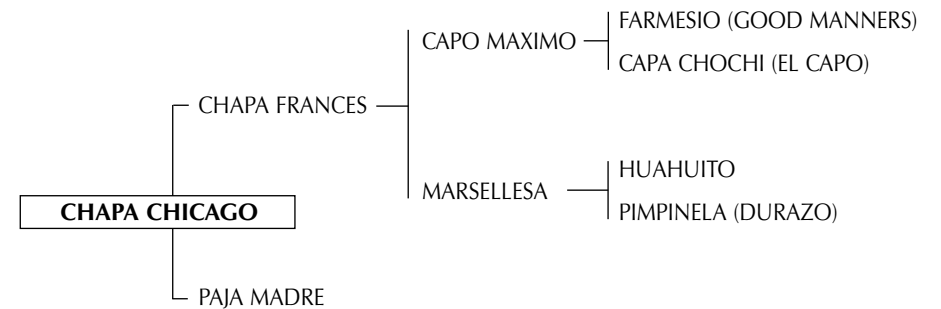 FARMESIO (GOOD MANNERS)
CAPO MAXIMO
CAPA CHOCHI (EL CAPO)
CHAPA FRANCES
HUAHUITO
MARSELLESA
PIMPINELA (DURAZO)
CHAPA CHICAGO
PAJA MADRE